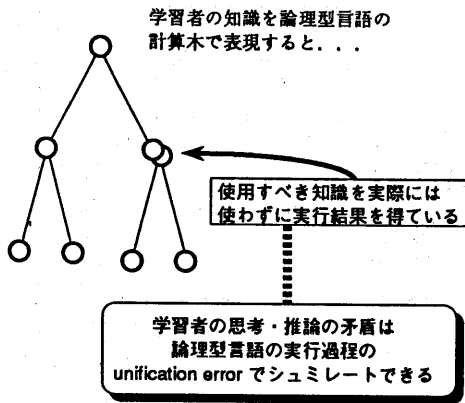 学習者の知識を論理型言語の
計算木で表現すると．．．
使用すべき知識を実際には
使わずに実行結果を得ている
学習者の思考・推論の矛盾は
論理型言語の実行過程の
unification error でシュミレートできる